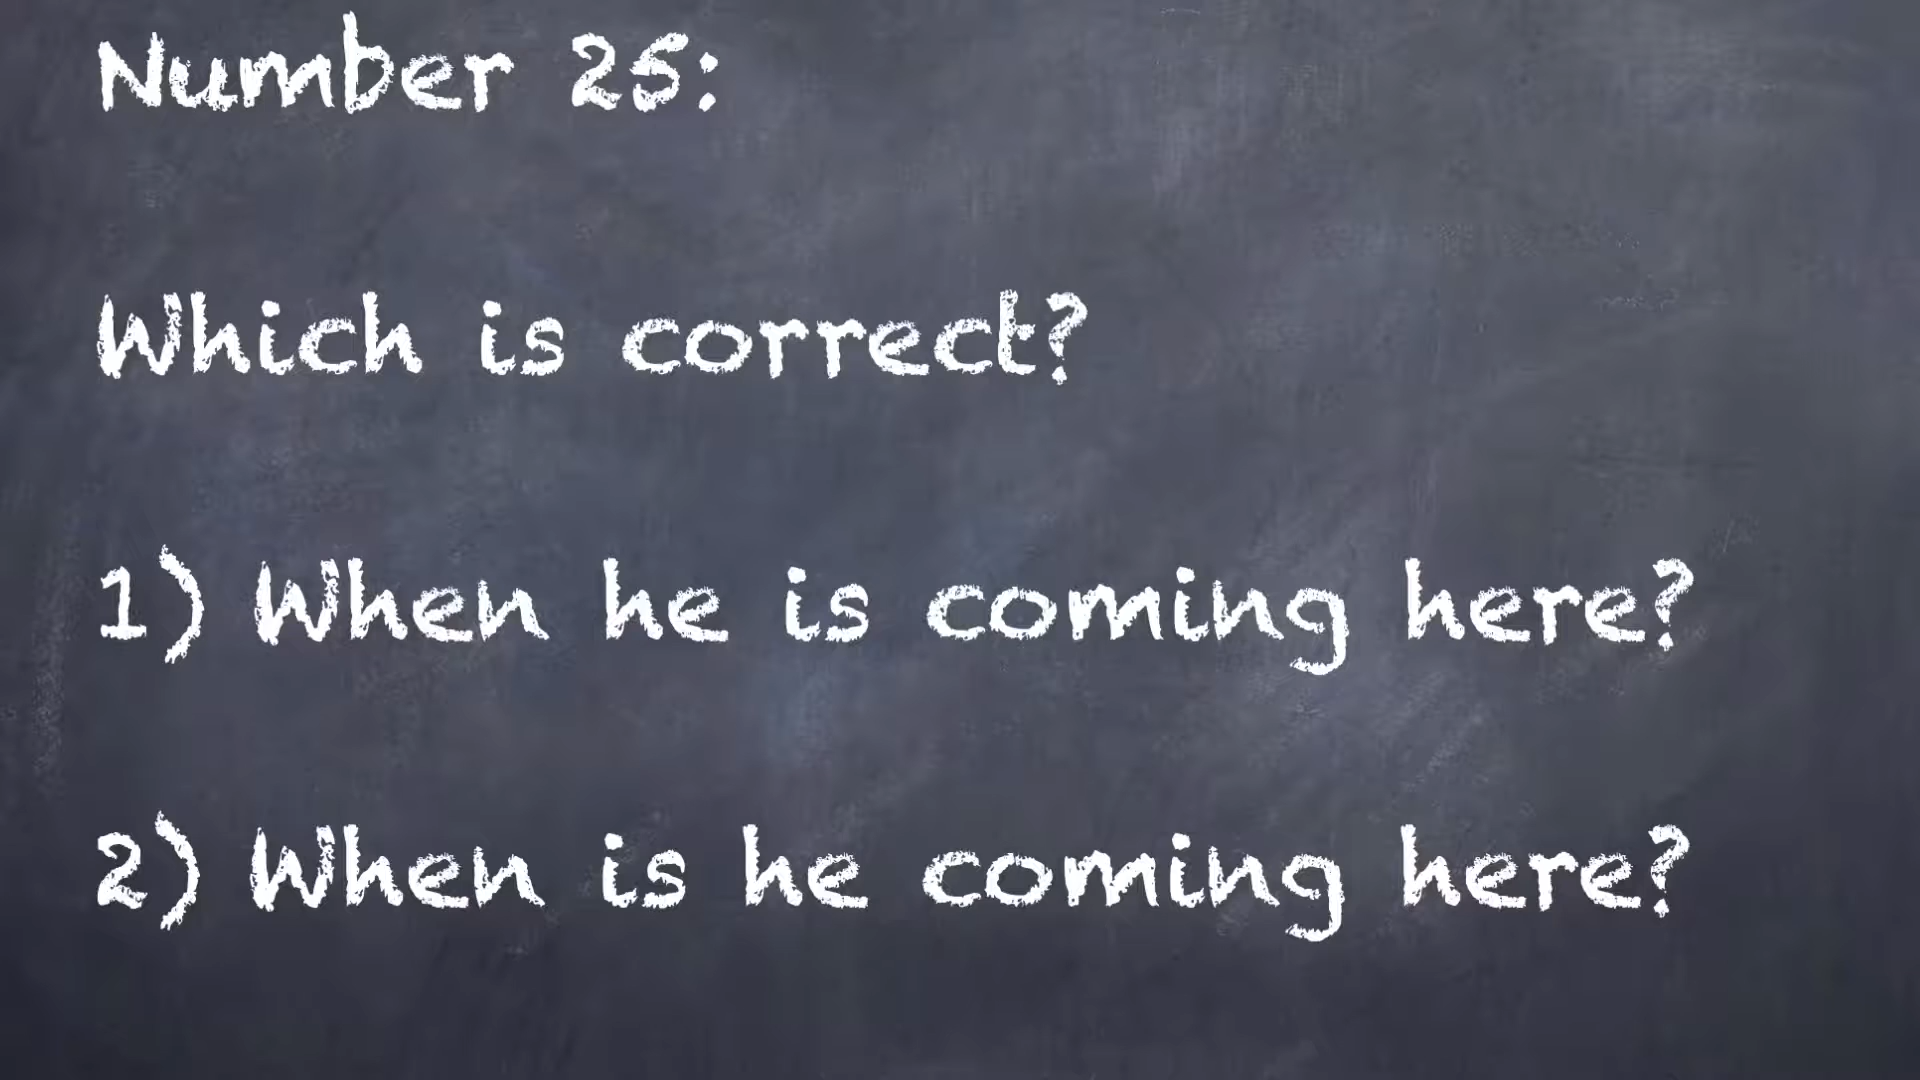 Number 25:
Which is correct?
1) When he is coming here?
2) When is he coming here?